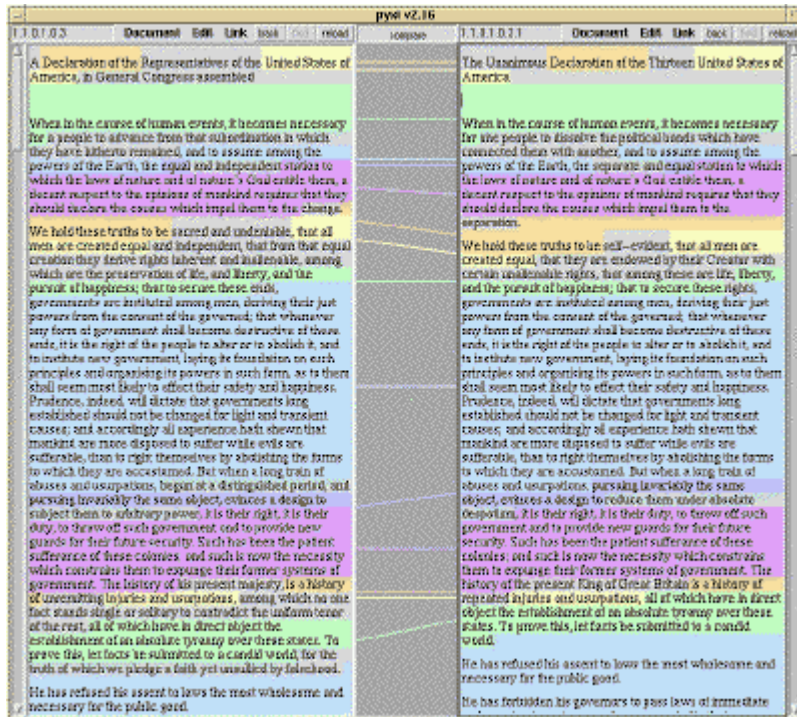 pyxi v2.16
1.1.0.1.0.3 Document Edit Link back reload
compare
1.1.0.1.0.2.1 Document Edit Link back reload
A Declaration of the Representatives of the United States of
America, in General Congress assembled
When in the course of human events, it becomes necessary
for a people to advance from that subordination in which
they have hitherto remained, and to assume among the
powers of the Earth, the equal and independent station to
which the laws of nature and of nature's God entitle them, a
decent respect to the opinions of mankind requires that they
should declare the causes which impel them to the change.
We hold these truths to be sacred and undeniable, that all
men are created equal and independent, that from that equal
creation they derive rights inherent and inalienable, among
which are the preservation of life, and liberty, and the
pursuit of happiness; that to secure these ends,
governments are instituted among men, deriving their just
powers from the consent of the governed; that whenever
any form of government shall become destructive of these
ends, it is the right of the people to alter or to abolish it, and
to institute new government, laying its foundation on such
principles and organising its powers in such form, as to them
shall seem most likely to effect their safety and happiness.
Prudence, indeed, will dictate that governments long
established should not be changed for light and transient
causes; and accordingly all experience hath shewn that
mankind are more disposed to suffer while evils are
sufferable, than to right themselves by abolishing the forms
to which they are accustomed. But when a long train of
abuses and usurpations, begun at a distinguished period, and
pursuing invariably the same object, evinces a design to
subject them to arbitrary power, it is their right, it is their
duty, to throw off such government and to provide new
guards for their future security. Such has been the patient
sufferance of these colonies; and such is now the necessity
which constrains them to expunge their former systems of
government. The history of his present majesty, is a history
of unremitting injuries and usurpations, among which no one
fact stands single or solitary to contradict the uniform tenor
of the rest, all of which have in direct object the
establishment of an absolute tyranny over these states. To
prove this, let facts be submitted to a candid world, for the
truth of which we pledge a faith yet unsullied by falsehood.
He has refused his assent to laws the most wholesome and
necessary for the public good.
The Unanimous Declaration of the Thirteen United States of
America
When in the course of human events, it becomes necessary
for one people to dissolve the political bands which have
connected them with another, and to assume among the
powers of the Earth, the separate and equal station to which
the laws of nature and of nature's God entitle them, a
decent respect to the opinions of mankind requires that they
should declare the causes which impel them to the
separation.
We hold these truths to be self-evident, that all men are
created equal, that they are endowed by their Creator with
certain unalienable rights, that among these are life, liberty,
and the pursuit of happiness; that to secure these rights,
governments are instituted among men, deriving their just
powers from the consent of the governed; that whenever
any form of government shall become destructive of these
ends, it is the right of the people to alter or to abolish it, and
to institute new government, laying its foundation on such
principles and organising its powers in such form, as to them
shall seem most likely to effect their safety and happiness.
Prudence, indeed, will dictate that governments long
established should not be changed for light and transient
causes; and accordingly all experience hath shewn that
mankind are more disposed to suffer while evils are
sufferable, than to right themselves by abolishing the forms
to which they are accustomed. But when a long train of
abuses and usurpations, pursuing invariably the same
object, evinces a design to reduce them under absolute
despotism, it is their right, it is their duty, to throw off such
government and to provide new guards for their future
security. Such has been the patient sufferance of these
colonies; and such is now the necessity which constrains
them to expunge their former systems of government. The
history of the present King of Great Britain is a history of
repeated injuries and usurpations, all of which have in direct
object the establishment of an absolute tyranny over these
states. To prove this, let facts be submitted to a candid
world.
He has refused his assent to laws the most wholesome and
necessary for the public good.
He has forbidden his governors to pass laws of immediate